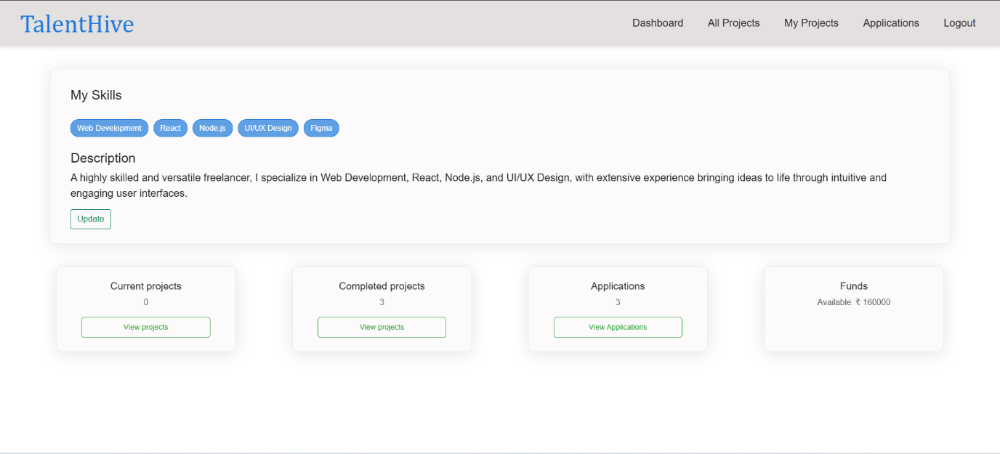 TalentHive
Dashboard
All Projects
My Projects
Applications
Logout
My Skills
Web Development
React
Node.js
UI/UX Design
Figma
Description
A highly skilled and versatile freelancer, I specialize in Web Development, React, Node.js, and UI/UX Design, with extensive experience bringing ideas to life through intuitive and
engaging user interfaces.
Update
Current projects
0
View projects
Completed projects
3
View projects
Applications
3
View Applications
Funds
Available: ₹ 160000